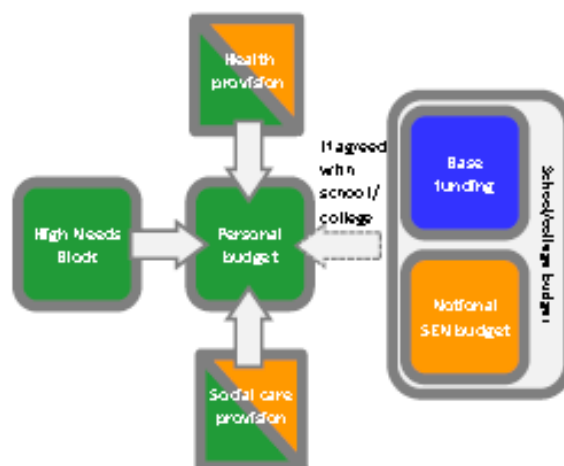 Health
provision
If agreed
with
school/
college
Base
funding
School/college budget
High Needs
Block
Personal
budget
Notional
SEN budget
Social care
provision